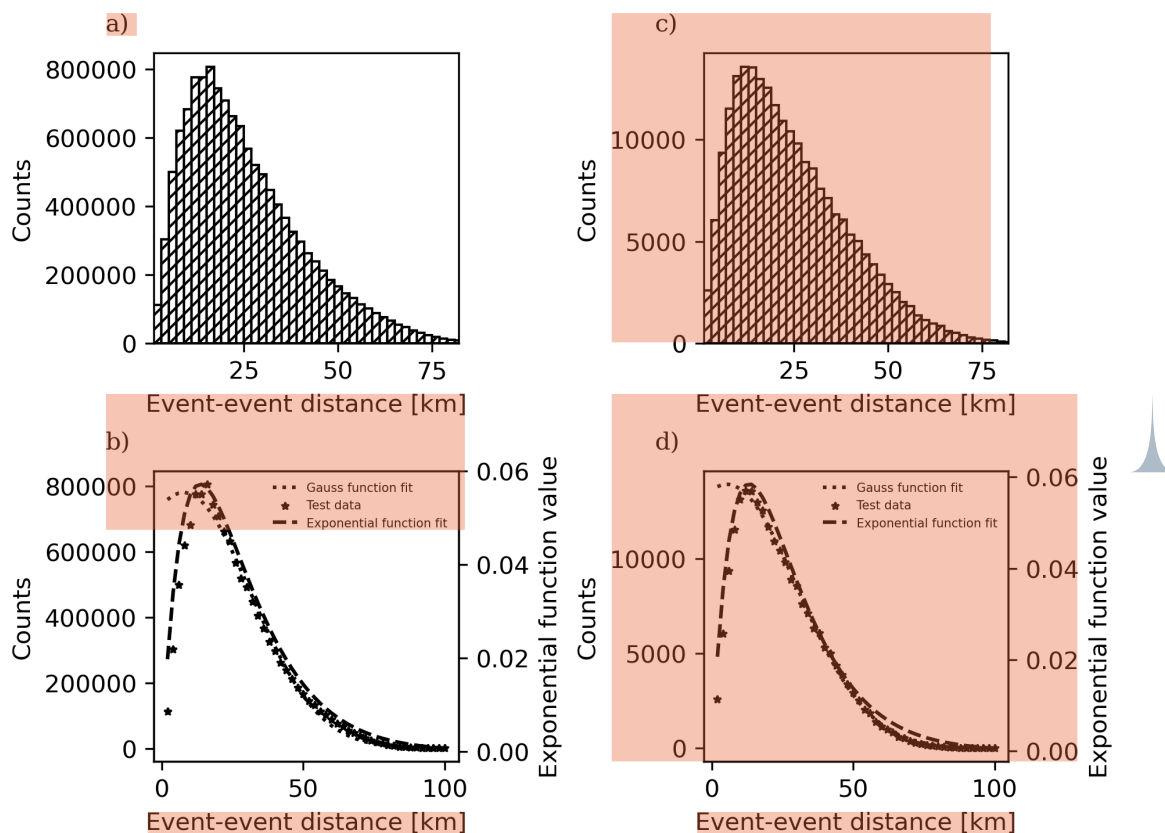 a)
800000
600000
400000
200000
0
Counts
25 50 75
Event-event distance [km]
c)
10000
5000
0
Counts
25 50 75
Event-event distance [km]
b)
800000
600000
400000
200000
0
Counts
Gauss function fit
Test data
Exponential function fit
0.06
0.04
0.02
0.00
Exponential function value
0 50 100
Event-event distance [km]
d)
10000
5000
0
Counts
Gauss function fit
Test data
Exponential function fit
0.06
0.04
0.02
0.00
Exponential function value
0 50 100
Event-event distance [km]